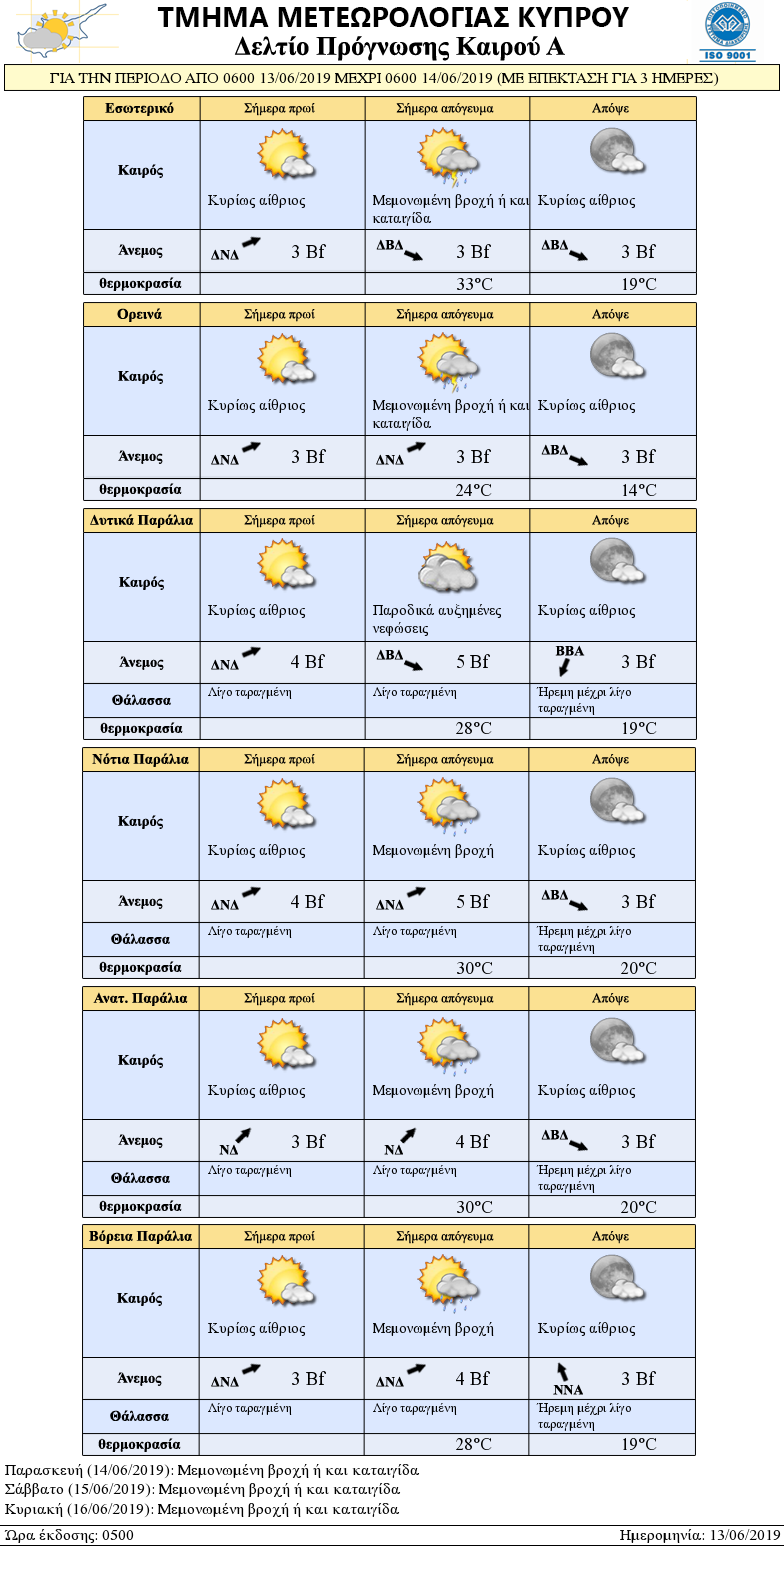 ΤΜΗΜΑ ΜΕΤΕΩΡΟΛΟΓΙΑΣ ΚΥΠΡΟΥ
Δελτίο Πρόγνωσης Καιρού Α
ISO 9001
ΓΙΑ ΤΗΝ ΠΕΡΙΟΔΟ ΑΠΟ 0600 13/06/2019 ΜΕΧΡΙ 0600 14/06/2019 (ΜΕ ΕΠΕΚΤΑΣΗ ΓΙΑ 3 ΗΜΕΡΕΣ)
Εσωτερικό Σήμερα πρωί Σήμερα απόγευμα Απόψε
Καιρός
Κυρίως αίθριος Μεμονωμένη βροχή ή και Κυρίως αίθριος
καταιγίδα
Άνεμος ΔΝΔ 3 Bf ΔΒΔ 3 Bf ΔΒΔ 3 Bf
θερμοκρασία 33°C 19°C
Ορεινά Σήμερα πρωί Σήμερα απόγευμα Απόψε
Καιρός
Κυρίως αίθριος Μεμονωμένη βροχή ή και Κυρίως αίθριος
καταιγίδα
Άνεμος ΔΝΔ 3 Bf ΔΝΔ 3 Bf ΔΒΔ 3 Bf
θερμοκρασία 24°C 14°C
Δυτικά Παράλια Σήμερα πρωί Σήμερα απόγευμα Απόψε
Καιρός
Κυρίως αίθριος Παροδικά αυξημένες Κυρίως αίθριος
νεφώσεις
Άνεμος ΔΝΔ 4 Bf ΔΒΔ 5 Bf ΒΒΑ 3 Bf
Θάλασσα Λίγο ταραγμένη Λίγο ταραγμένη Ήρεμη μέχρι λίγο
ταραγμένη
θερμοκρασία 28°C 19°C
Νότια Παράλια Σήμερα πρωί Σήμερα απόγευμα Απόψε
Καιρός
Κυρίως αίθριος Μεμονωμένη βροχή Κυρίως αίθριος
Άνεμος ΔΝΔ 4 Bf ΔΝΔ 5 Bf ΔΒΔ 3 Bf
Θάλασσα Λίγο ταραγμένη Λίγο ταραγμένη Ήρεμη μέχρι λίγο
ταραγμένη
θερμοκρασία 30°C 20°C
Ανατ. Παράλια Σήμερα πρωί Σήμερα απόγευμα Απόψε
Καιρός
Κυρίως αίθριος Μεμονωμένη βροχή Κυρίως αίθριος
Άνεμος ΝΔ 3 Bf ΝΔ 4 Bf ΔΒΔ 3 Bf
Θάλασσα Λίγο ταραγμένη Λίγο ταραγμένη Ήρεμη μέχρι λίγο
ταραγμένη
θερμοκρασία 30°C 20°C
Βόρεια Παράλια Σήμερα πρωί Σήμερα απόγευμα Απόψε
Καιρός
Κυρίως αίθριος Μεμονωμένη βροχή Κυρίως αίθριος
Άνεμος ΔΝΔ 3 Bf ΔΝΔ 4 Bf ΝΝΑ 3 Bf
Θάλασσα Λίγο ταραγμένη Λίγο ταραγμένη Ήρεμη μέχρι λίγο
ταραγμένη
θερμοκρασία 28°C 19°C
Παρασκευή (14/06/2019): Μεμονωμένη βροχή ή και καταιγίδα
Σάββατο (15/06/2019): Μεμονωμένη βροχή ή και καταιγίδα
Κυριακή (16/06/2019): Μεμονωμένη βροχή ή και καταιγίδα
Ώρα έκδοσης: 0500 Ημερομηνία: 13/06/2019